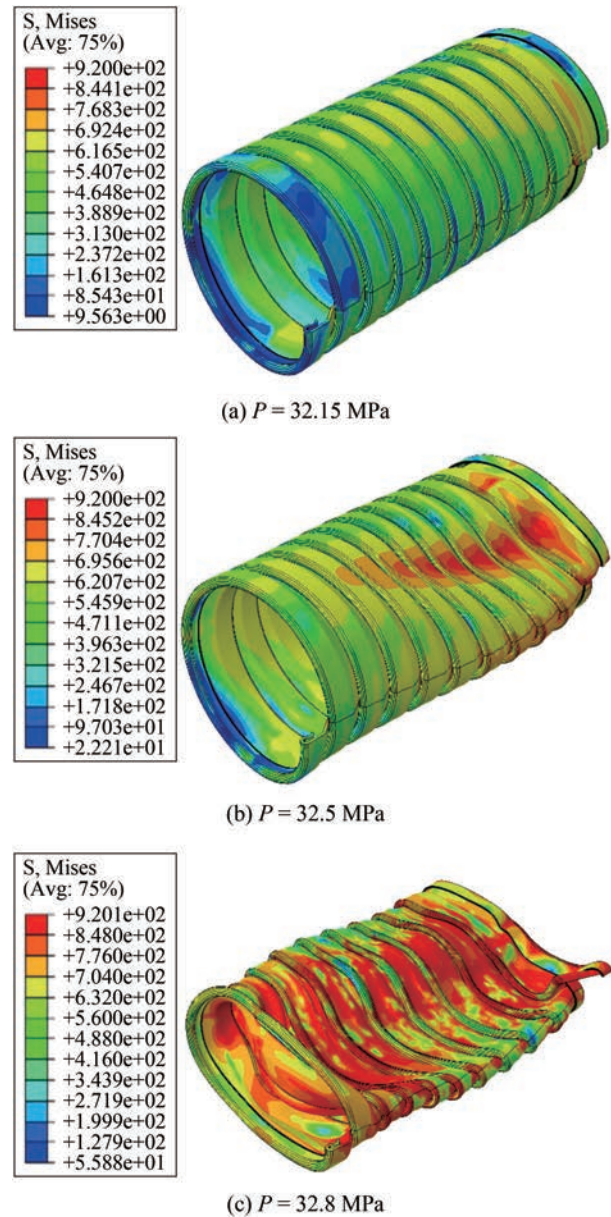 S, Mises
(Avg: 75%)
+9.200e+02
+8.441e+02
+7.683e+02
+6.924e+02
+6.165e+02
+5.407e+02
+4.648e+02
+3.889e+02
+3.130e+02
+2.372e+02
+1.613e+02
+8.543e+01
+9.563e+00
(a) P = 32.15 MPa
S, Mises
(Avg: 75%)
+9.200e+02
+8.452e+02
+7.704e+02
+6.956e+02
+6.207e+02
+5.459e+02
+4.711e+02
+3.963e+02
+3.215e+02
+2.467e+02
+1.718e+02
+9.703e+01
+2.221e+01
(b) P = 32.5 MPa
S, Mises
(Avg: 75%)
+9.201e+02
+8.480e+02
+7.760e+02
+7.040e+02
+6.320e+02
+5.600e+02
+4.880e+02
+4.160e+02
+3.439e+02
+2.719e+02
+1.999e+02
+1.279e+02
+5.588e+01
(c) P = 32.8 MPa